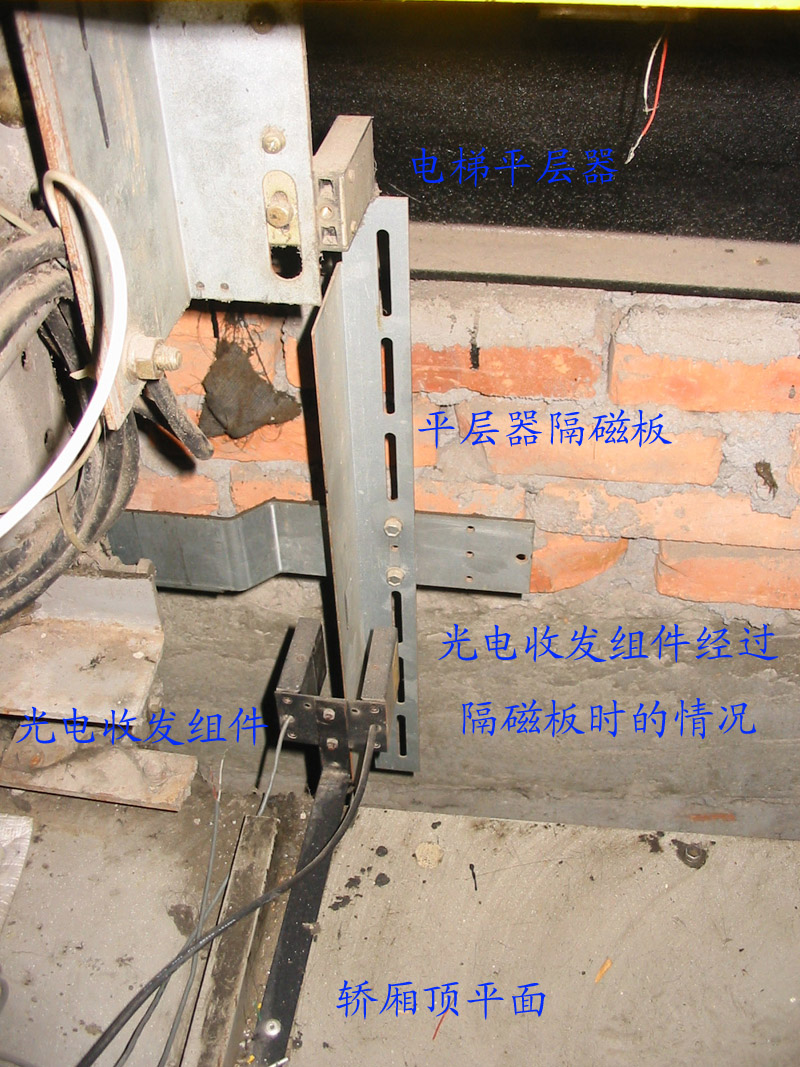 电梯平层器
平层器隔磁板
光电收发组件经过
隔磁板时的情况
光电收发组件
轿厢顶平面